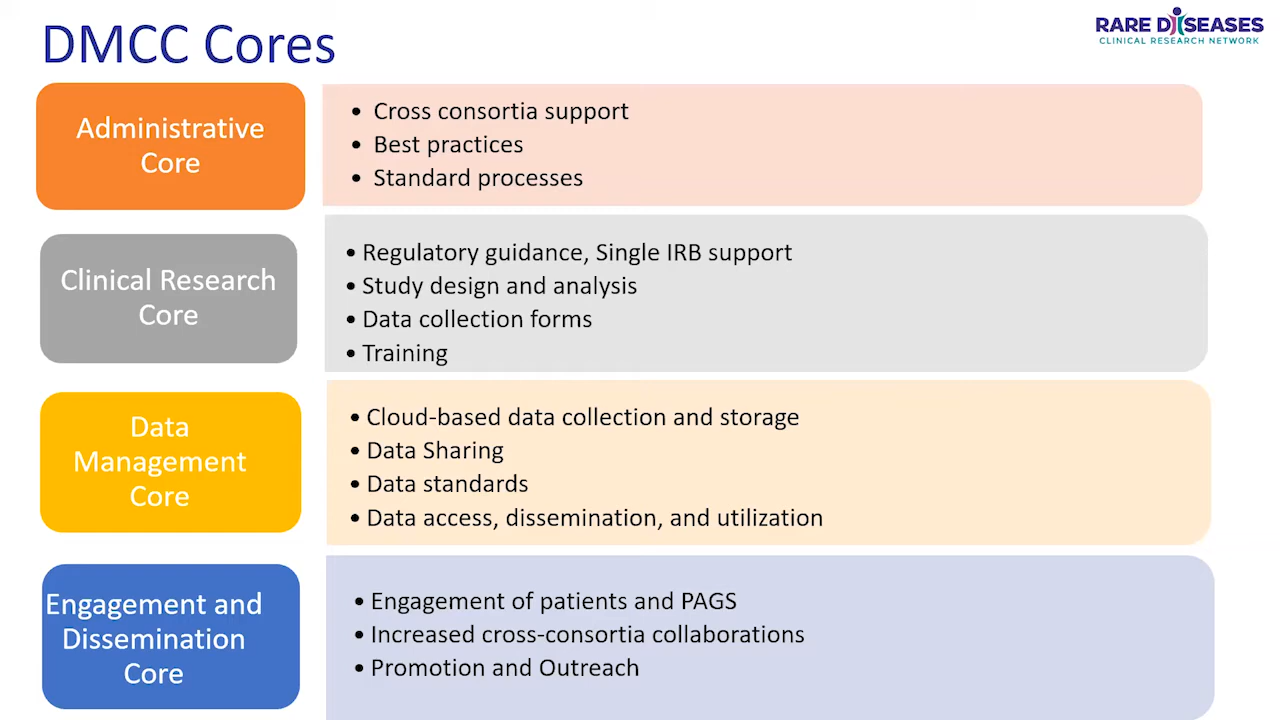 DMCC Cores
RARE DISEASES
CLINICAL RESEARCH NETWORK
Administrative
Core
• Cross consortia support
• Best practices
• Standard processes
Clinical Research
Core
• Regulatory guidance, Single IRB support
• Study design and analysis
• Data collection forms
• Training
Data
Management
Core
• Cloud-based data collection and storage
• Data Sharing
• Data standards
• Data access, dissemination, and utilization
Engagement and
Dissemination
Core
• Engagement of patients and PAGS
• Increased cross-consortia collaborations
• Promotion and Outreach